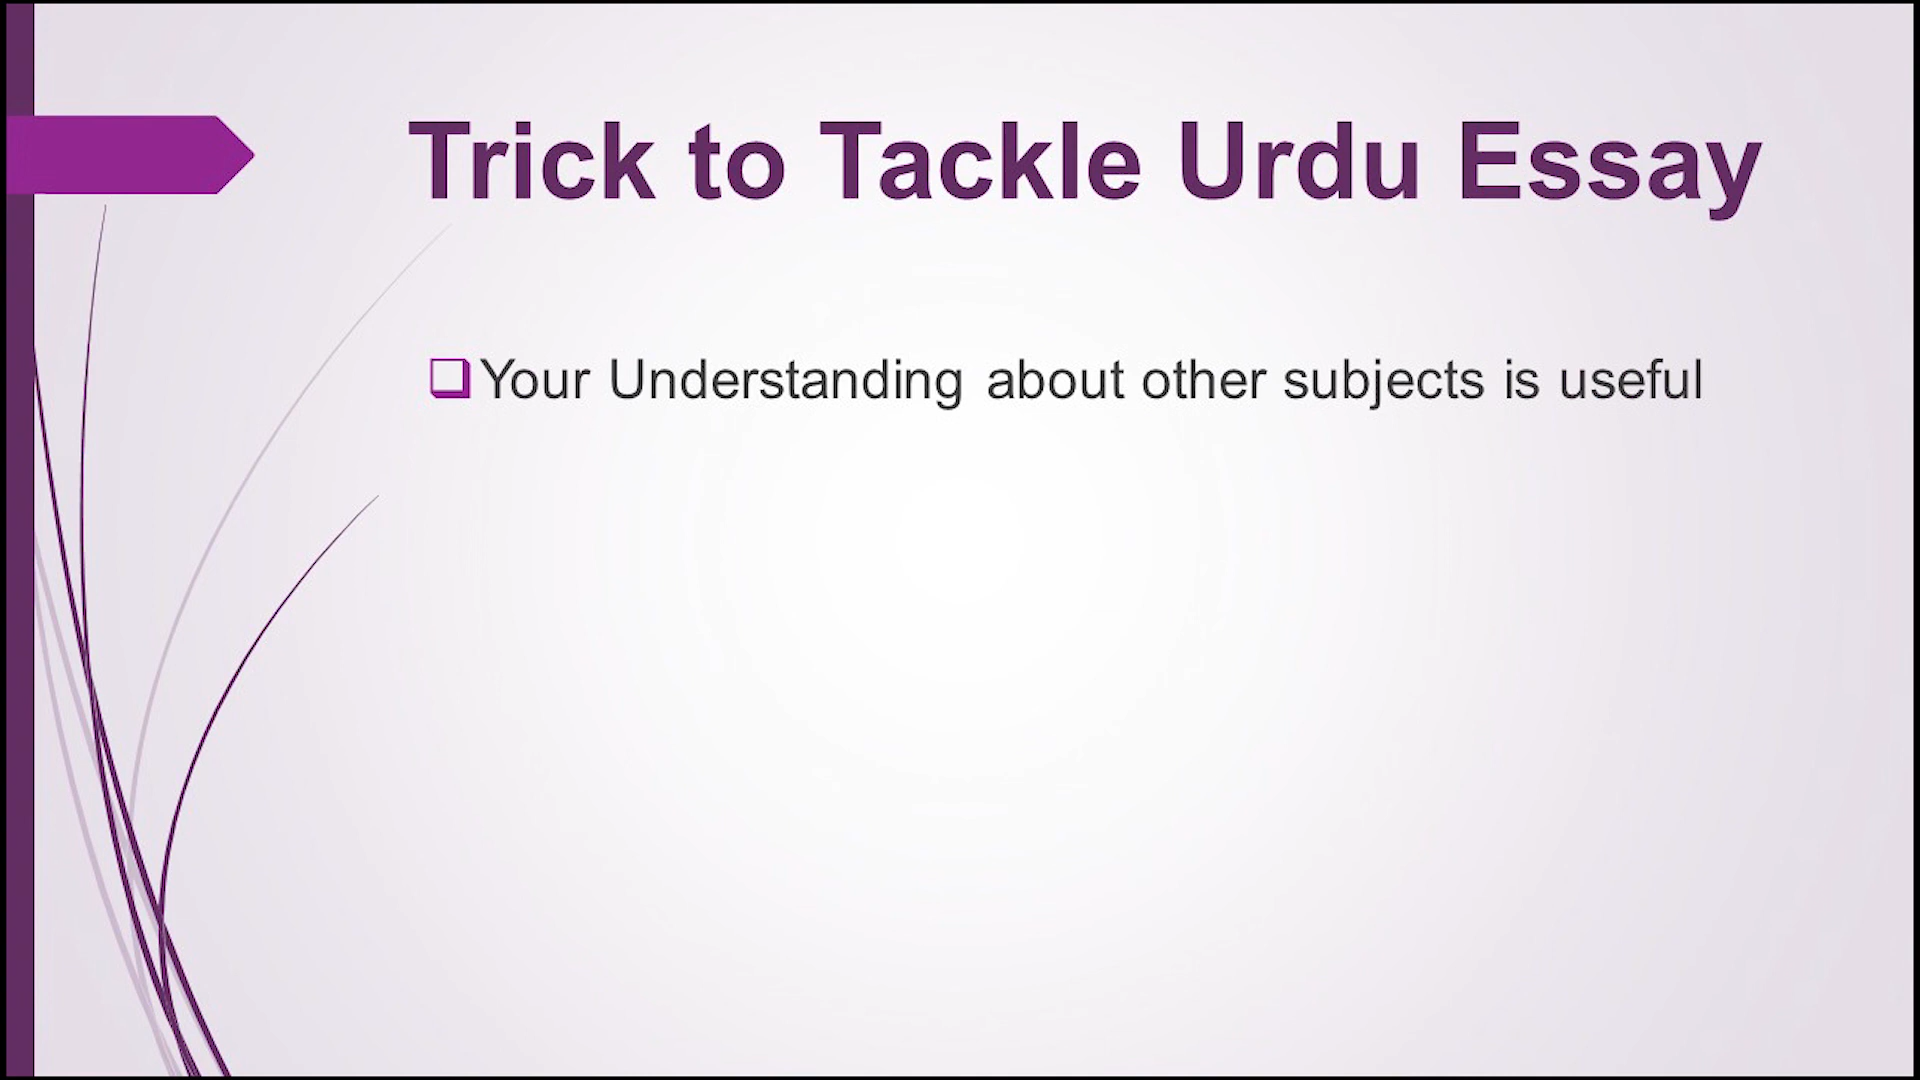 Trick to Tackle Urdu Essay
Your Understanding about other subjects is useful